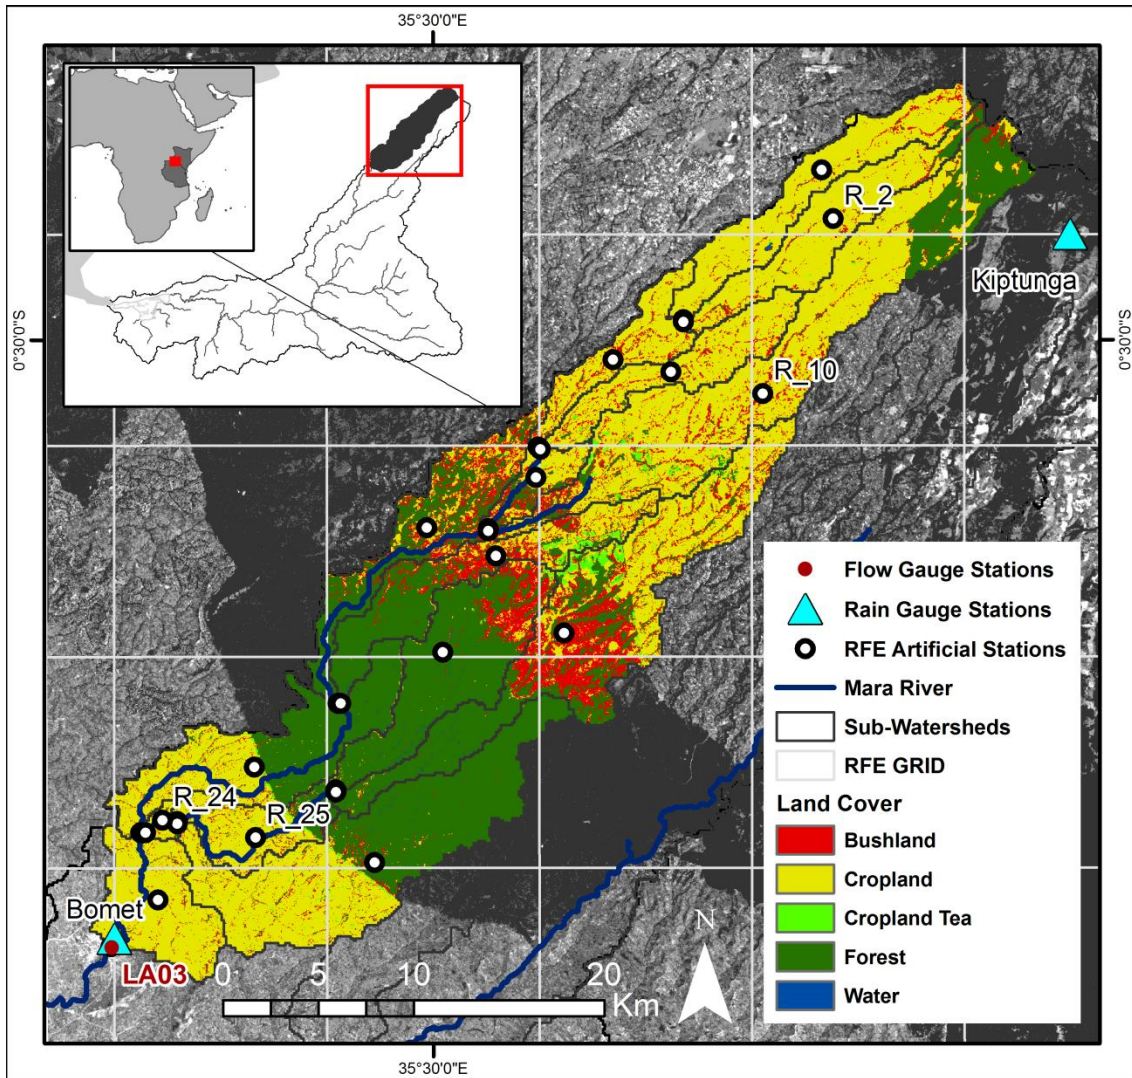 35°30'0"E
R_2
Kiptunga
0°30'0"S
0°30'0"S
R_10
Flow Gauge Stations
Rain Gauge Stations
RFE Artificial Stations
Mara River
Sub-Watersheds
RFE GRID
Land Cover
Bushland
Cropland
Cropland Tea
Forest
Water
R_24
R_25
Bomet
LA03
0 5 10 20
Km
N
35°30'0"E